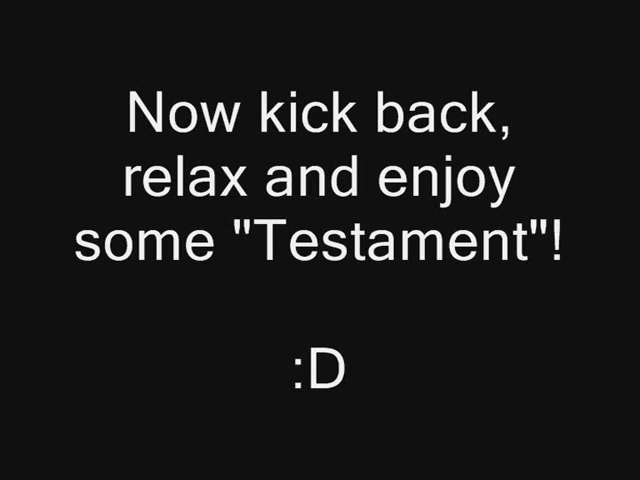 Now kick back,
relax and enjoy
some "Testament"!
:D